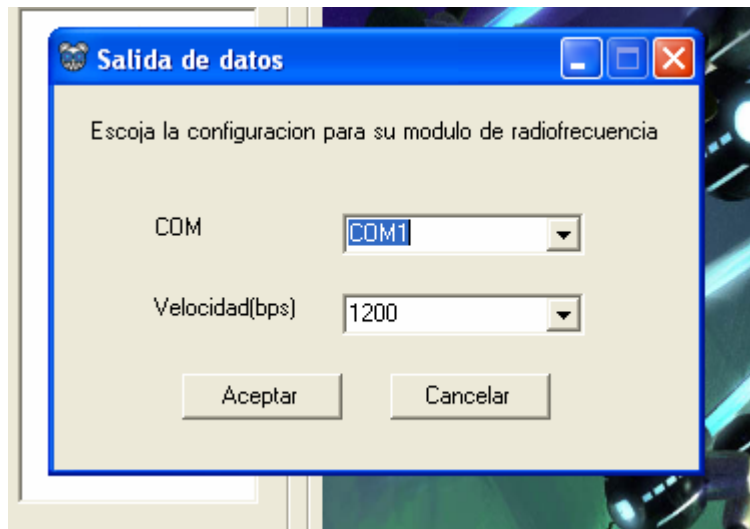 Salida de datos
Escoja la configuracion para su modulo de radiofrecuencia
COM COM1
Velocidad(bps) 1200
Aceptar Cancelar